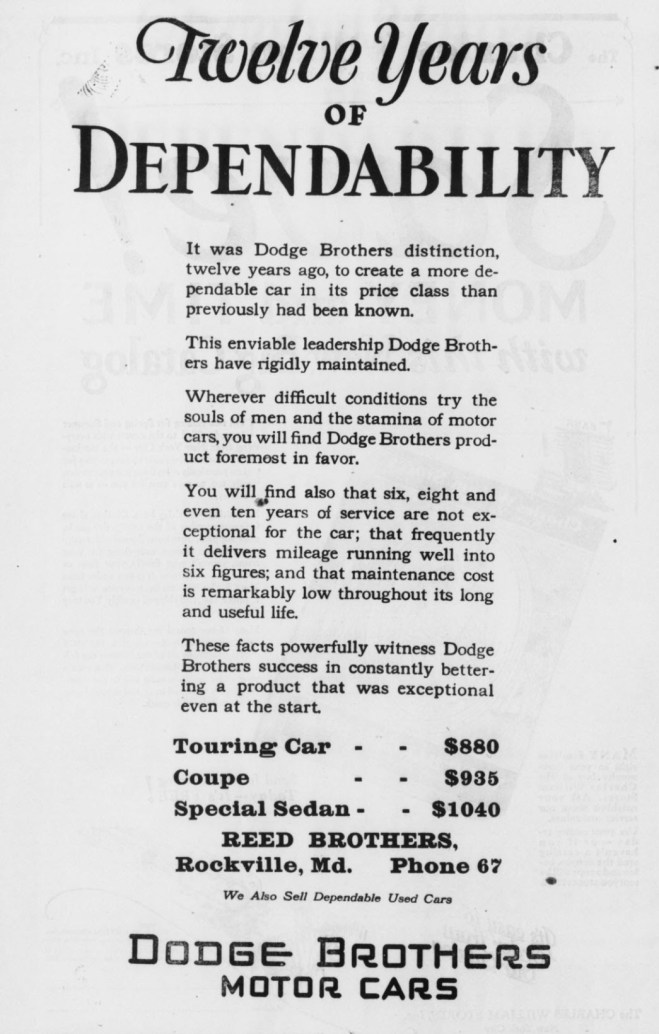 Twelve Years
OF
DEPENDABILITY
It was Dodge Brothers distinction,
twelve years ago, to create a more de-
pendable car in its price class than
previously had been known.
This enviable leadership Dodge Broth-
ers have rigidly maintained.
Wherever difficult conditions try the
souls of men and the stamina of motor
cars, you will find Dodge Brothers prod-
uct foremost in favor.
You will find also that six, eight and
even ten years of service are not ex-
ceptional for the car; that frequently
it delivers mileage running well into
six figures; and that maintenance cost
is remarkably low throughout its long
and useful life.
These facts powerfully witness Dodge
Brothers success in constantly better-
ing a product that was exceptional
even at the start.
Touring Car - - $880
Coupe - - $935
Special Sedan - - $1040
REED BROTHERS,
Rockville, Md. Phone 67
We Also Sell Dependable Used Cars
DODGE BROTHERS
MOTOR CARS